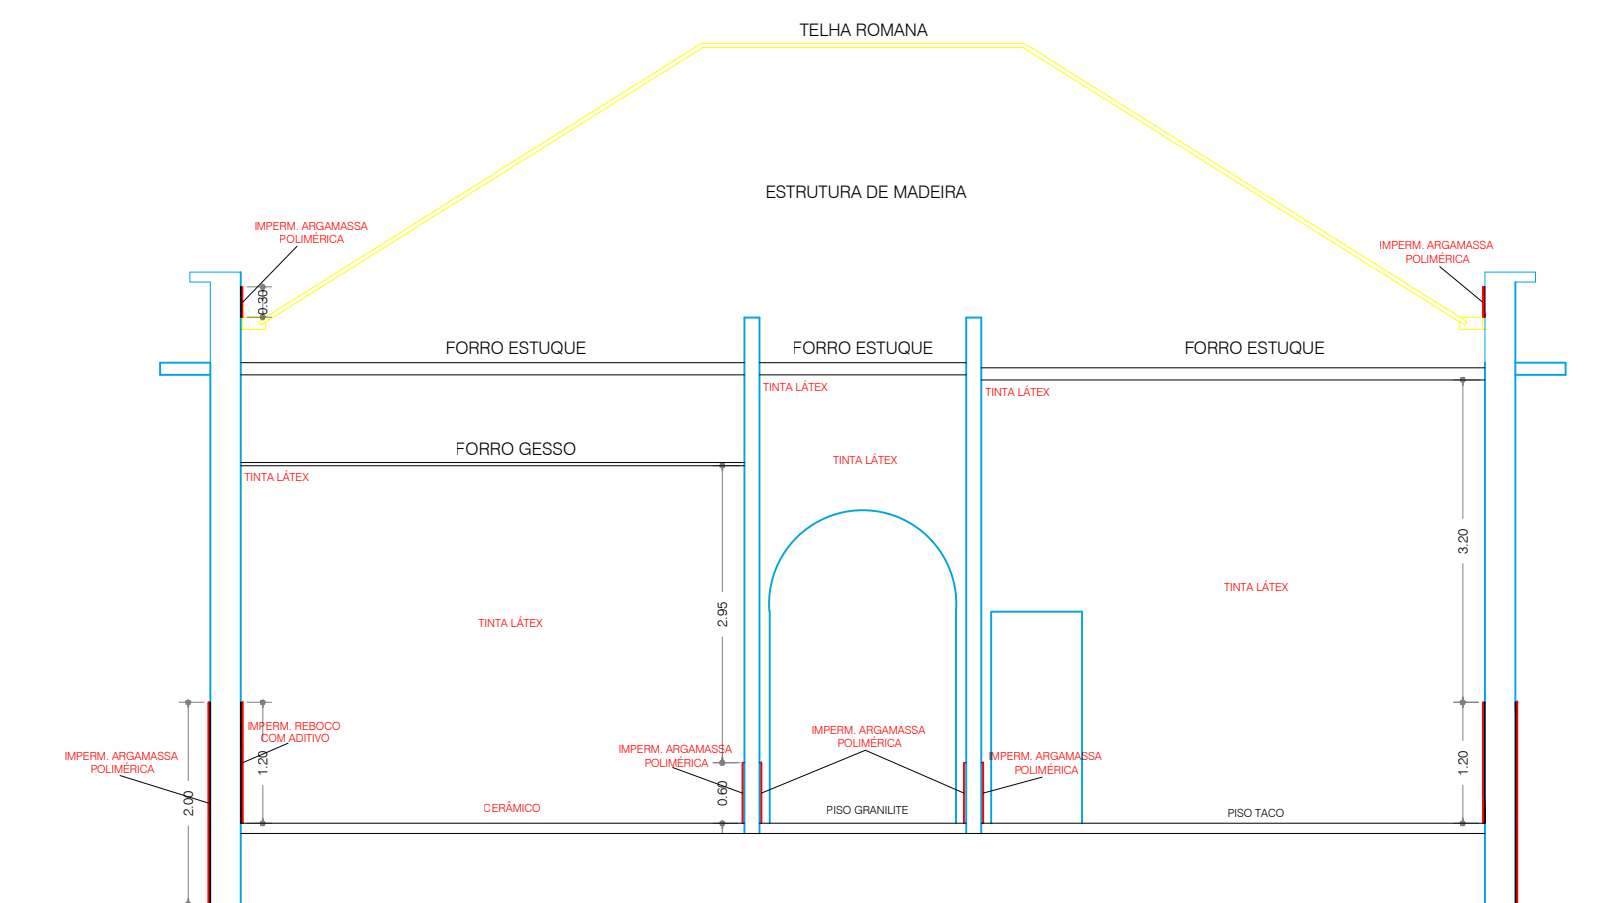 TELHA ROMANA
ESTRUTURA DE MADEIRA
IMPERM. ARGAMASSA
POLIMÉRICA
IMPERM. ARGAMASSA
POLIMÉRICA
0.30
FORRO ESTUQUE
FORRO ESTUQUE
FORRO ESTUQUE
TINTA LÁTEX
TINTA LÁTEX
FORRO GESSO
TINTA LÁTEX
TINTA LÁTEX
3.20
TINTA LÁTEX
2.95
TINTA LÁTEX
IMPERM. REBOCO
COM ADITIVO
IMPERM. ARGAMASSA
POLIMÉRICA
1.20
2.00
IMPERM. ARGAMASSA
POLIMÉRICA
0.60
IMPERM. ARGAMASSA
POLIMÉRICA
IMPERM. ARGAMASSA
POLIMÉRICA
1.20
CERÂMICO
PISO GRANILITE
PISO TACO